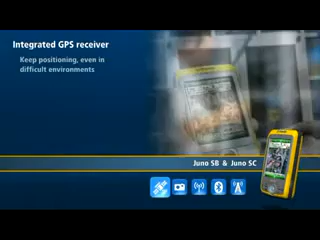 Integrated GPS receiver
Keep positioning, even in
difficult environments
Juno SB & Juno SC